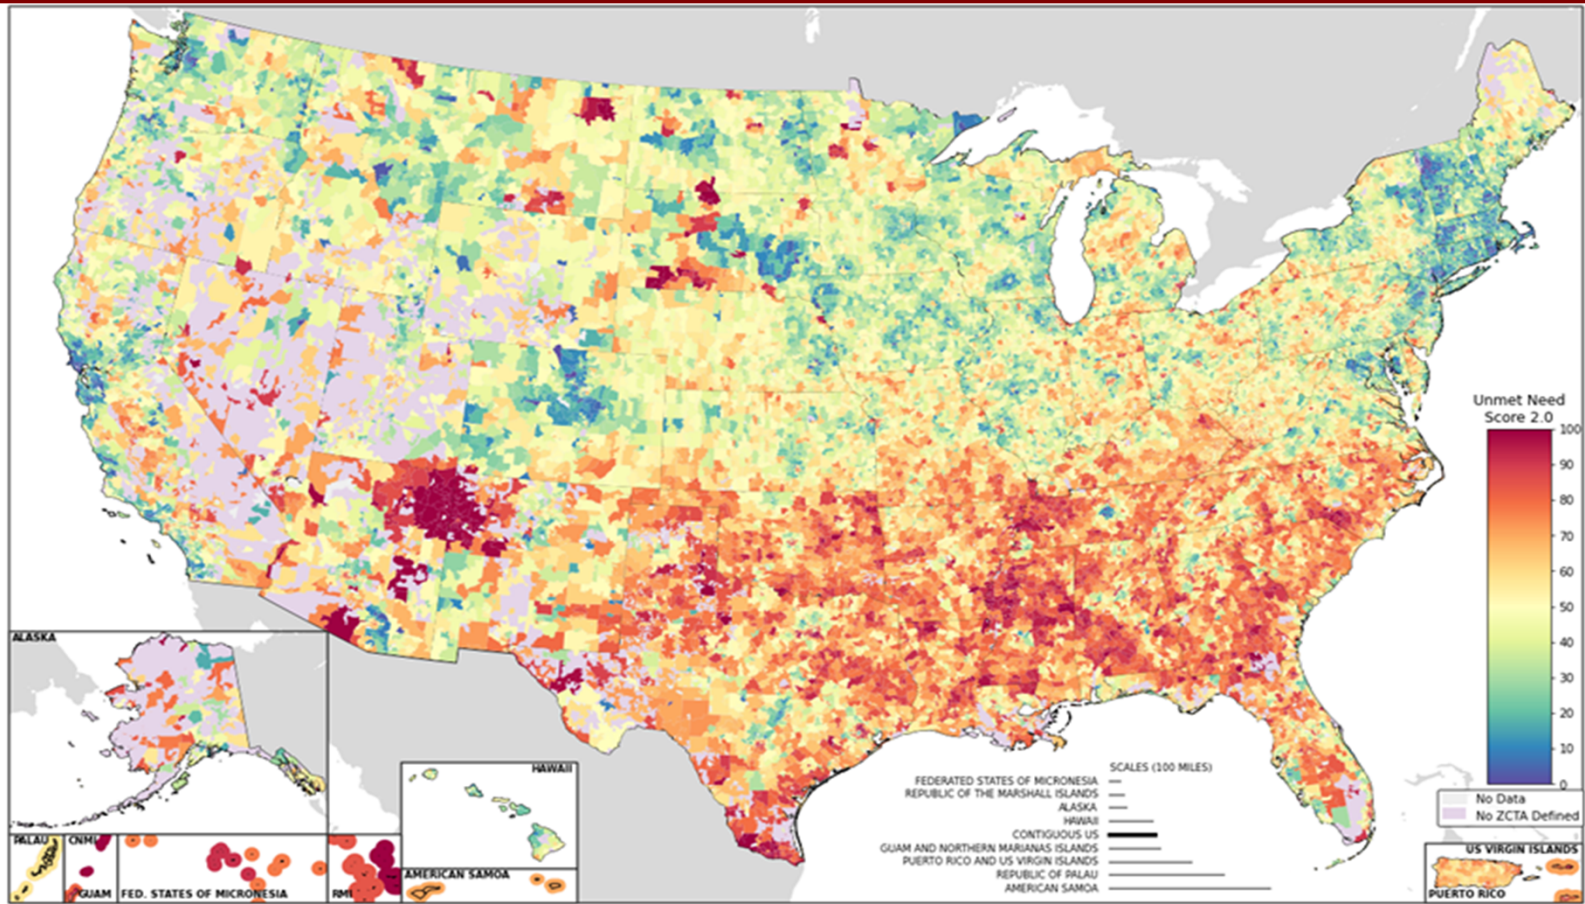 Unmet Need
Score 2.0
100
90
80
70
60
50
40
30
20
10
0
No Data
No ZCTA Defined
ALASKA
HAWAII
SCALES (100 MILES)
FEDERATED STATES OF MICRONESIA
REPUBLIC OF THE MARSHALL ISLANDS
ALASKA
HAWAII
CONTIGUOUS US
GUAM AND NORTHERN MARIANAS ISLANDS
PUERTO RICO AND US VIRGIN ISLANDS
REPUBLIC OF PALAU
AMERICAN SAMOA
PALAU
CNMI
GUAM
FED. STATES OF MICRONESIA
RMI
AMERICAN SAMOA
US VIRGIN ISLANDS
PUERTO RICO